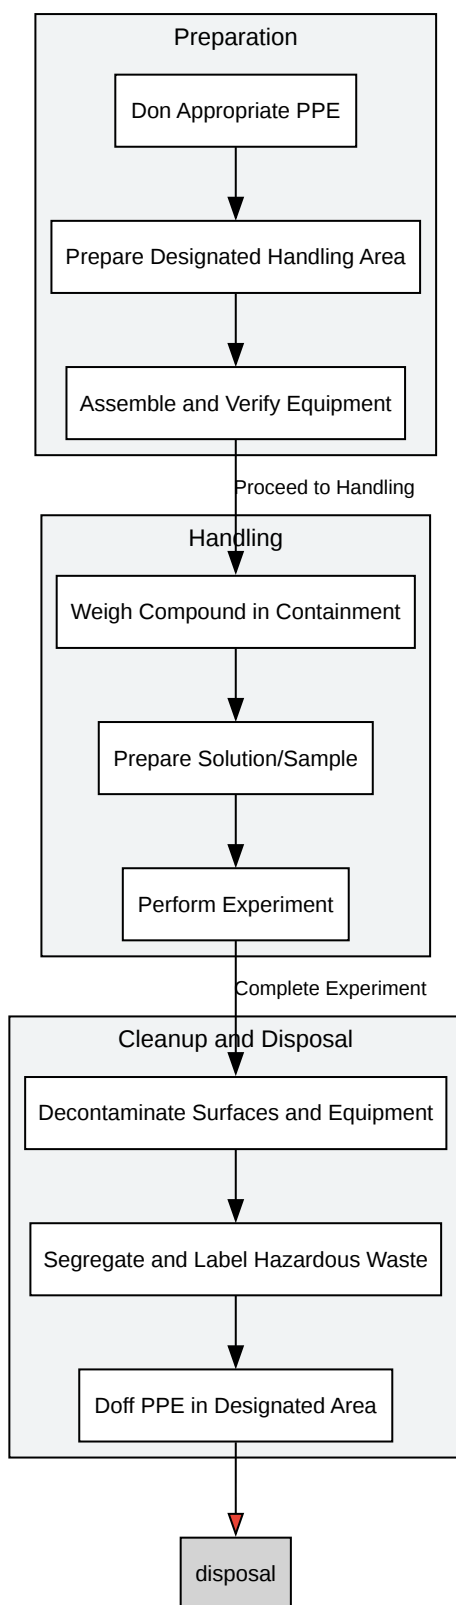 Preparation
Don Appropriate PPE
Prepare Designated Handling Area
Assemble and Verify Equipment
Proceed to Handling
Handling
Weigh Compound in Containment
Prepare Solution/Sample
Perform Experiment
Complete Experiment
Cleanup and Disposal
Decontaminate Surfaces and Equipment
Segregate and Label Hazardous Waste
Doff PPE in Designated Area
disposal